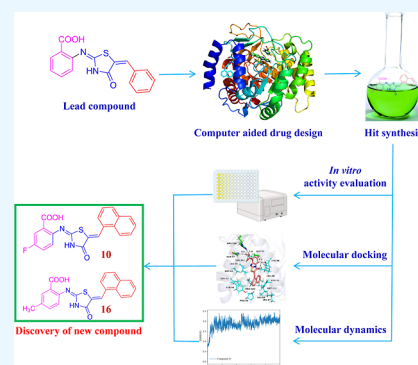 COOH
N
S
HN
O
Lead compound
Computer aided drug design
Hit synthesis
In vitro
activity evaluation
Molecular docking
Molecular dynamics
COOH
N
S
F
HN
O
10
COOH
N
S
H₃C
HN
O
16
Discovery of new compound